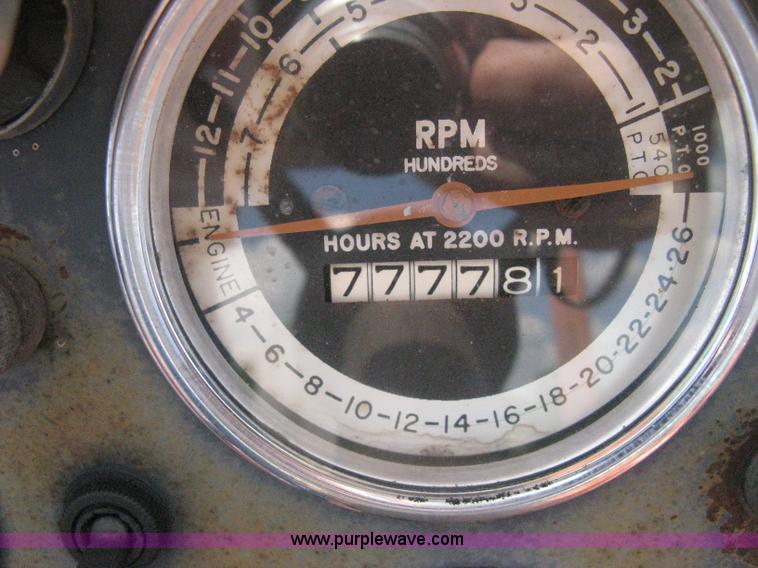 12-11-10-
7-6-5
3-2-1
3-2-
540 P.T.O
1000 P.T.O
RPM
HUNDREDS
ENGINE
HOURS AT 2200 R.P.M.
777781
4-6-8-10-12-14-16-18-20-22-24-26
www.purplewave.com